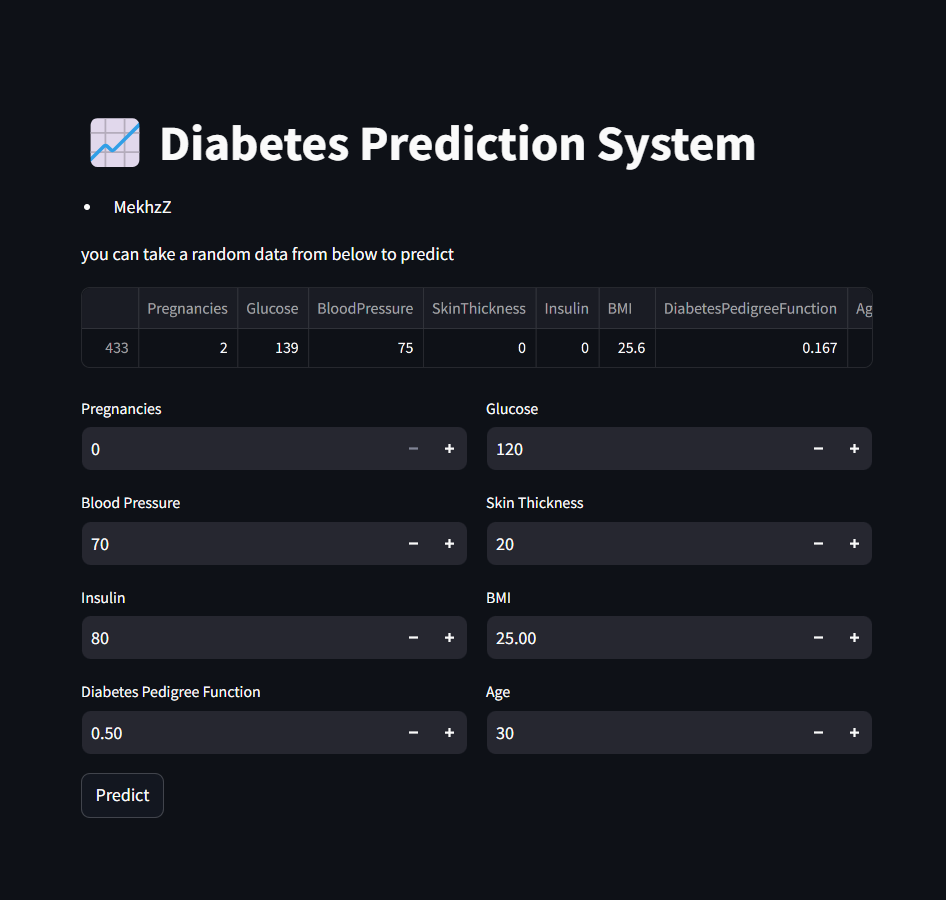 Diabetes Prediction System
• MekhzZ
you can take a random data from below to predict
Pregnancies Glucose BloodPressure SkinThickness Insulin BMI DiabetesPedigreeFunction Ag
433 2 139 75 0 0 25.6 0.167
Pregnancies Glucose
0 − + 120 − +
Blood Pressure Skin Thickness
70 − + 20 − +
Insulin BMI
80 − + 25.00 − +
Diabetes Pedigree Function Age
0.50 − + 30 − +
Predict